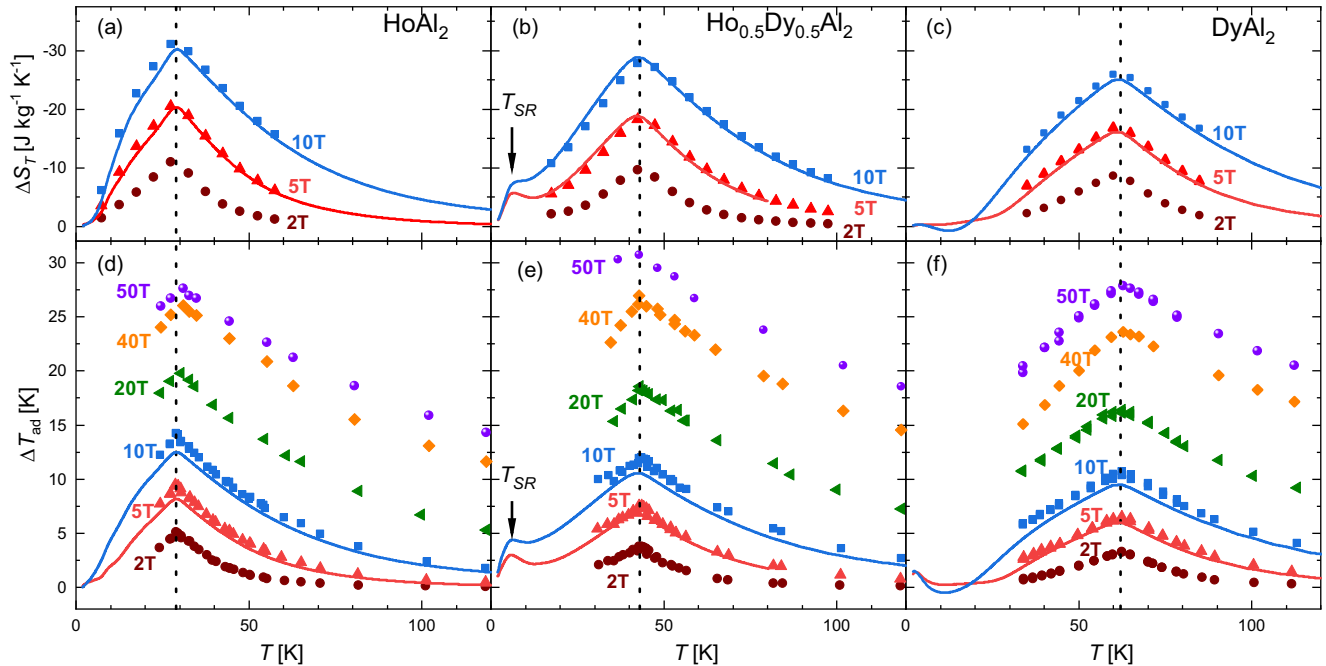 (a) HoAl2
(b) Ho0.5Dy0.5Al2
(c) DyAl2
ΔST [J kg-1 K-1]
-30
-20
-10
0
10T
5T
2T
TSR
10T
5T
2T
10T
5T
2T
(d)
(e)
(f)
ΔTad [K]
30
25
20
15
10
5
0
50T
40T
20T
10T
5T
2T
50T
40T
20T
10T
TSR
5T
2T
50T
40T
20T
10T
5T
2T
0 50 100
0 50 100
0 50 100
T [K]
T [K]
T [K]